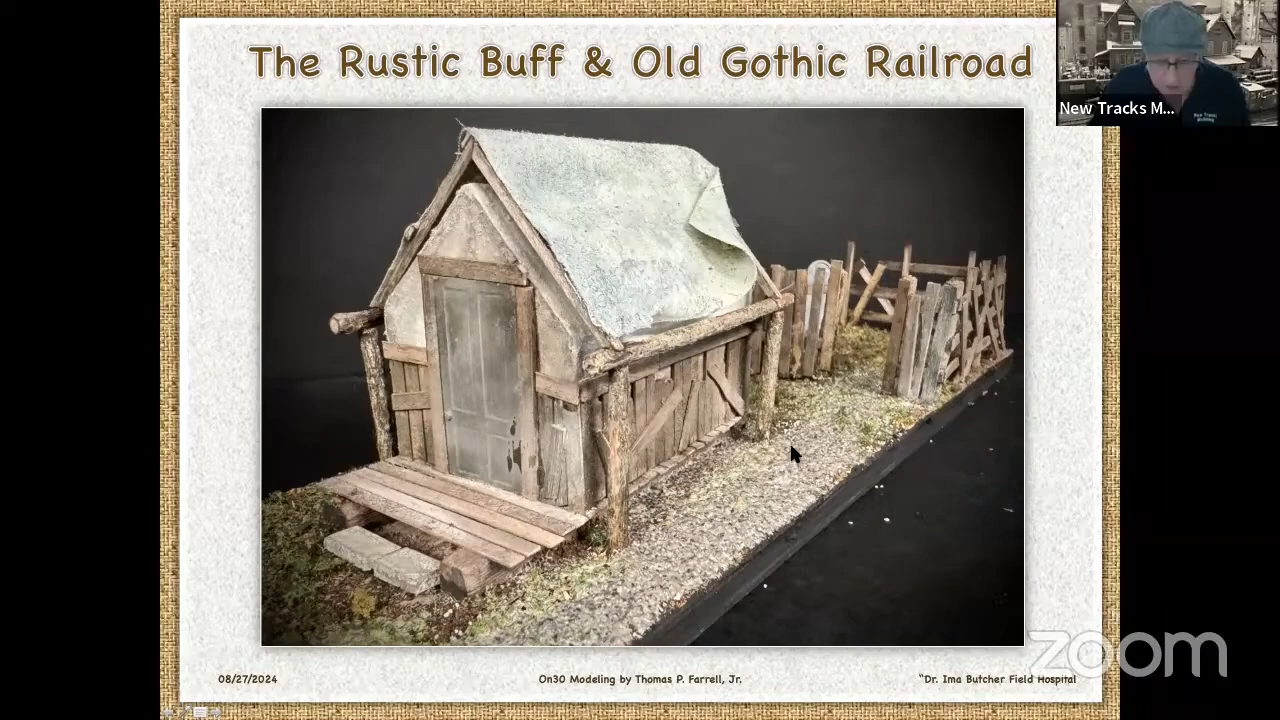 The Rustic Buff & Old Gothic Railroad
New Tracks M...
zoom
08/27/2024
On30 Modeling by Thomas P. Farrell, Jr.
“Dr. Ima Butcher Field Hospital